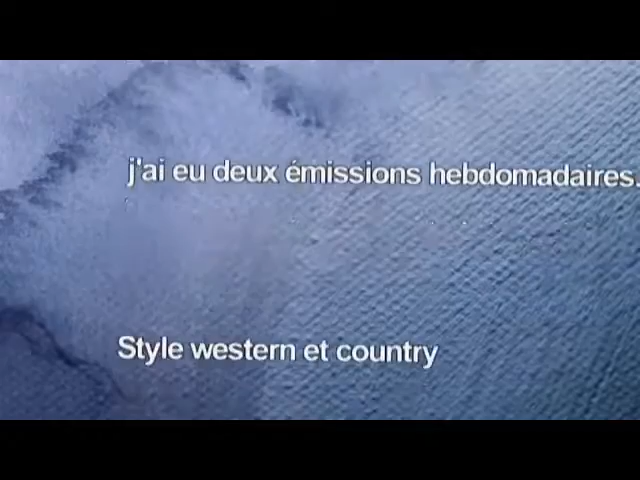 j'ai eu deux émissions hebdomadaires.
Style western et country